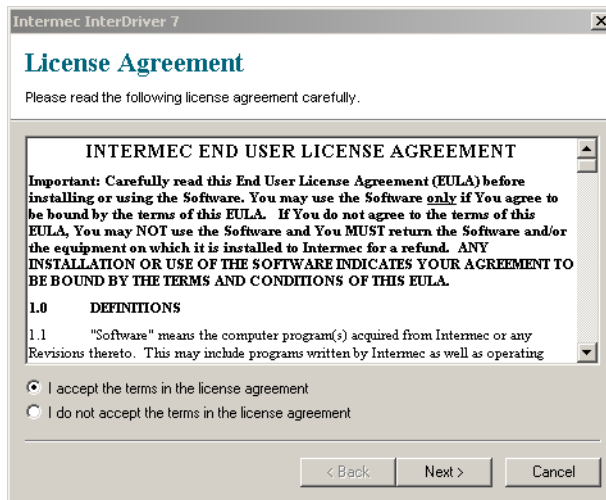 Intermec InterDriver 7
License Agreement
Please read the following license agreement carefully.
INTERMEC END USER LICENSE AGREEMENT
Important: Carefully read this End User License Agreement (EULA) before
installing or using the Software. You may use the Software only if You agree to
be bound by the terms of this EULA. If You do not agree to the terms of this
EULA, You may NOT use the Software and You MUST return the Software and/or
the equipment on which it is installed to Intermec for a refund. ANY
INSTALLATION OR USE OF THE SOFTWARE INDICATES YOUR AGREEMENT TO
BE BOUND BY THE TERMS AND CONDITIONS OF THIS EULA.
1.0 DEFINITIONS
1.1 "Software" means the computer program(s) acquired from Intermec or any
Revisions thereto. This may include programs written by Intermec as well as operating
I accept the terms in the license agreement
I do not accept the terms in the license agreement
< Back Next > Cancel